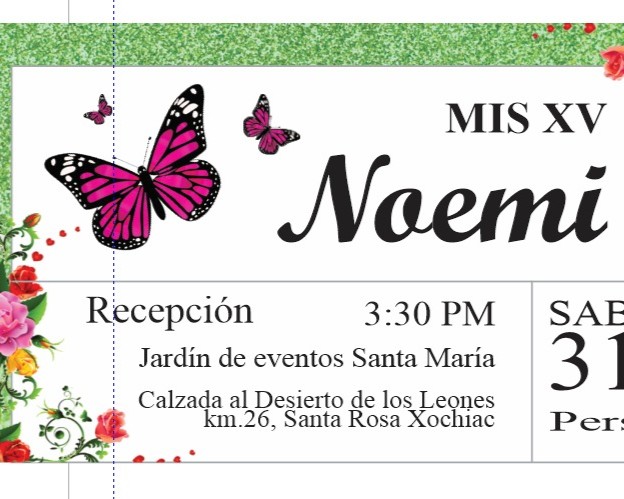 MIS XV
Noemi
Recepción 3:30 PM
Jardín de eventos Santa María
Calzada al Desierto de los Leones
km.26, Santa Rosa Xochiac
SAB
31
Pers